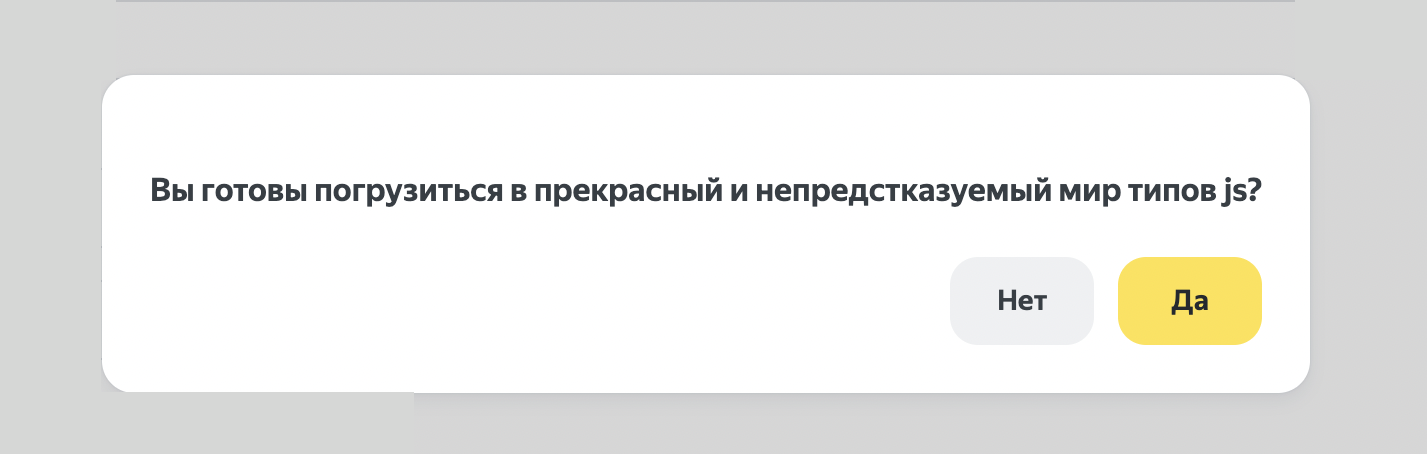 Вы готовы погрузиться в прекрасный и непредстказуемый мир типов js?
Нет
Да